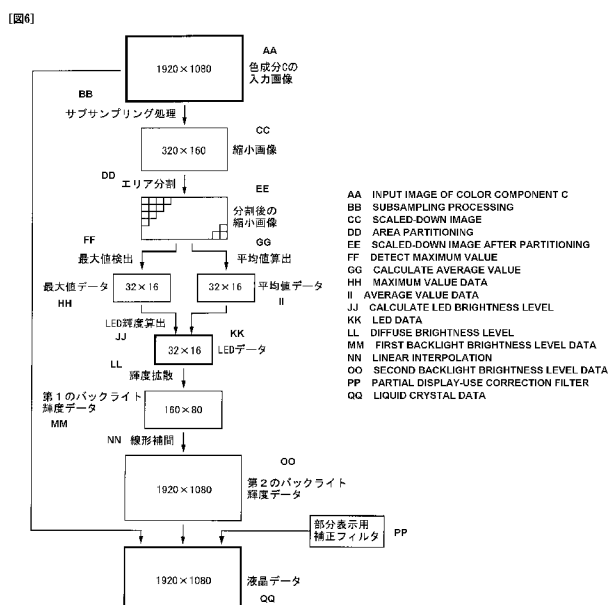 [図6]
AA
1920×1080
色成分Cの
入力画像
BB
サブサンプリング処理
CC
320×160
縮小画像
DD
エリア分割
EE
分割後の
縮小画像
FF
最大値検出
GG
平均値算出
最大値データ
HH
32×16
32×16
平均値データ
II
LED輝度算出
JJ
32×16
KK
LEDデータ
LL
輝度拡散
第1のバックライト
輝度データ
MM
160×80
NN 線形補間
OO
1920×1080
第2のバックライト
輝度データ
部分表示用
補正フィルタ
PP
1920×1080
液晶データ
QQ
AA INPUT IMAGE OF COLOR COMPONENT C
BB SUBSAMPLING PROCESSING
CC SCALED-DOWN IMAGE
DD AREA PARTITIONING
EE SCALED-DOWN IMAGE AFTER PARTITIONING
FF DETECT MAXIMUM VALUE
GG CALCULATE AVERAGE VALUE
HH MAXIMUM VALUE DATA
II AVERAGE VALUE DATA
JJ CALCULATE LED BRIGHTNESS LEVEL
KK LED DATA
LL DIFFUSE BRIGHTNESS LEVEL
MM FIRST BACKLIGHT BRIGHTNESS LEVEL DATA
NN LINEAR INTERPOLATION
OO SECOND BACKLIGHT BRIGHTNESS LEVEL DATA
PP PARTIAL DISPLAY-USE CORRECTION FILTER
QQ LIQUID CRYSTAL DATA